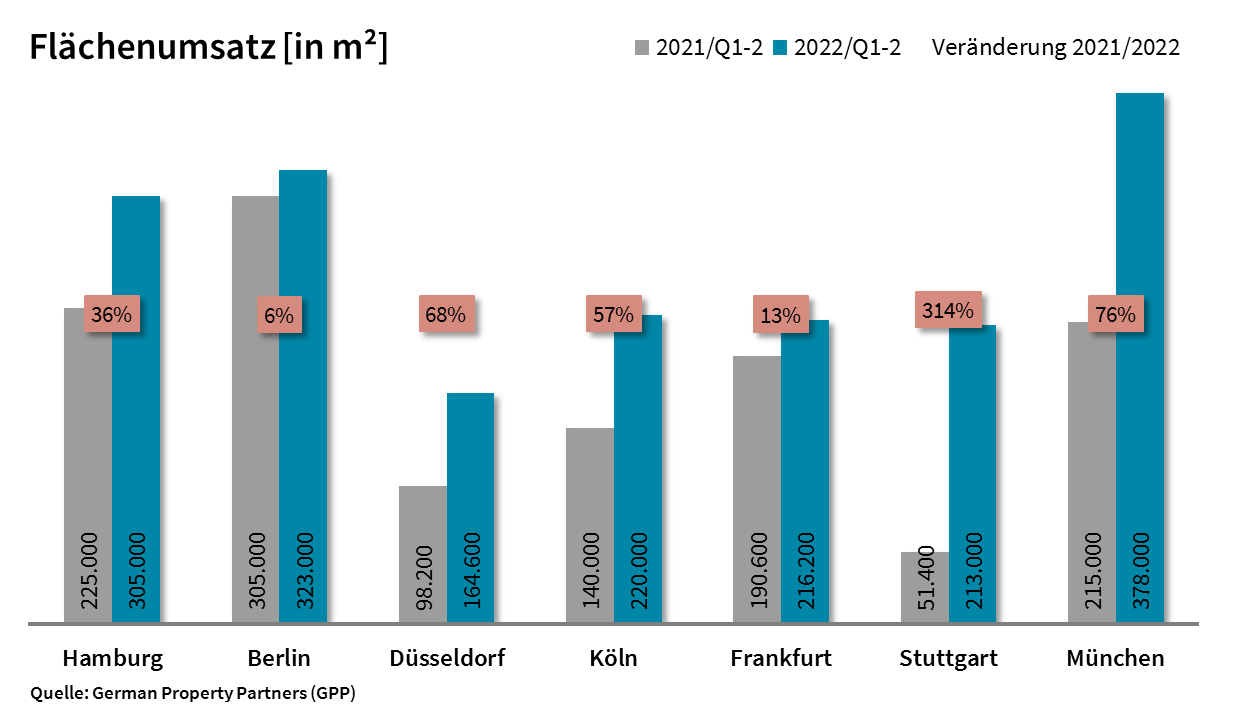 Flächenumsatz [in m²]
2021/Q1-2 2022/Q1-2 Veränderung 2021/2022
36% 6% 68% 57% 13% 314% 76%
225.000 305.000 305.000 323.000 98.200 164.600 140.000 220.000 190.600 216.200 51.400 213.000 215.000 378.000
Hamburg Berlin Düsseldorf Köln Frankfurt Stuttgart München
Quelle: German Property Partners (GPP)